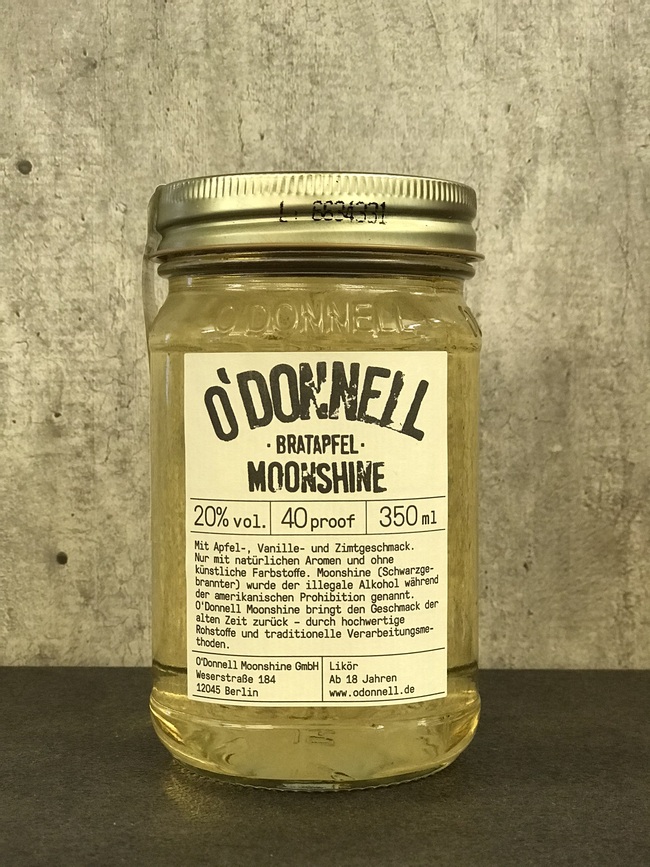 L: 6634331
O'DONNELL
O'DONNELL
·BRATAPFEL·
MOONSHINE
20% vol. 40 proof 350 ml
Mit Apfel-, Vanille- und Zimtgeschmack.
Nur mit natürlichen Aromen und ohne
künstliche Farbstoffe. Moonshine (Schwarzge-
brannter) wurde der illegale Alkohol während
der amerikanischen Prohibition genannt.
O'Donnell Moonshine bringt den Geschmack der
alten Zeit zurück – durch hochwertige
Rohstoffe und traditionelle Verarbeitungsme-
thoden.
O'Donnell Moonshine GmbH
Weserstraße 184
12045 Berlin
Likör
Ab 18 Jahren
www.odonnell.de